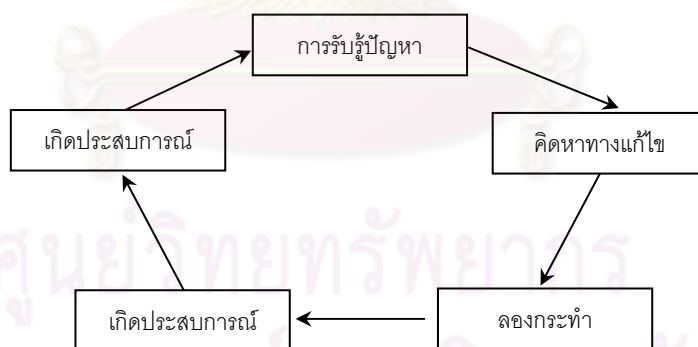 การรับรู้ปัญหา
เกิดประสบการณ์
คิดหาทางแก้ไข
ศูนย์วิทยทรัพยากร
เกิดประสบการณ์
ลองกระทำ